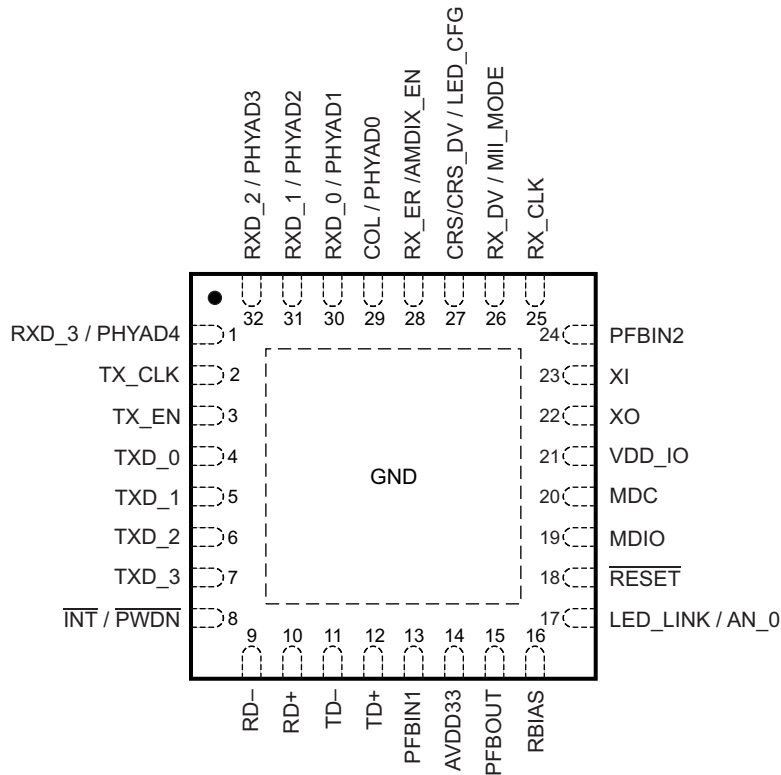 RXD_2 / PHYAD3
RXD_1 / PHYAD2
RXD_0 / PHYAD1
COL / PHYAD0
RX_ER /AMDIX_EN
CRS/CRS_DV / LED_CFG
RX_DV / MII_MODE
RX_CLK
32 31 30 29 28 27 26 25
RXD_3 / PHYAD4 1
TX_CLK 2
TX_EN 3
TXD_0 4
TXD_1 5
TXD_2 6
TXD_3 7
INT / PWDN 8
GND
24 PFBIN2
23 XI
22 XO
21 VDD_IO
20 MDC
19 MDIO
18 RESET
17 LED_LINK / AN_0
9 10 11 12 13 14 15 16
RD–
RD+
TD–
TD+
PFBIN1
AVDD33
PFBOUT
RBIAS